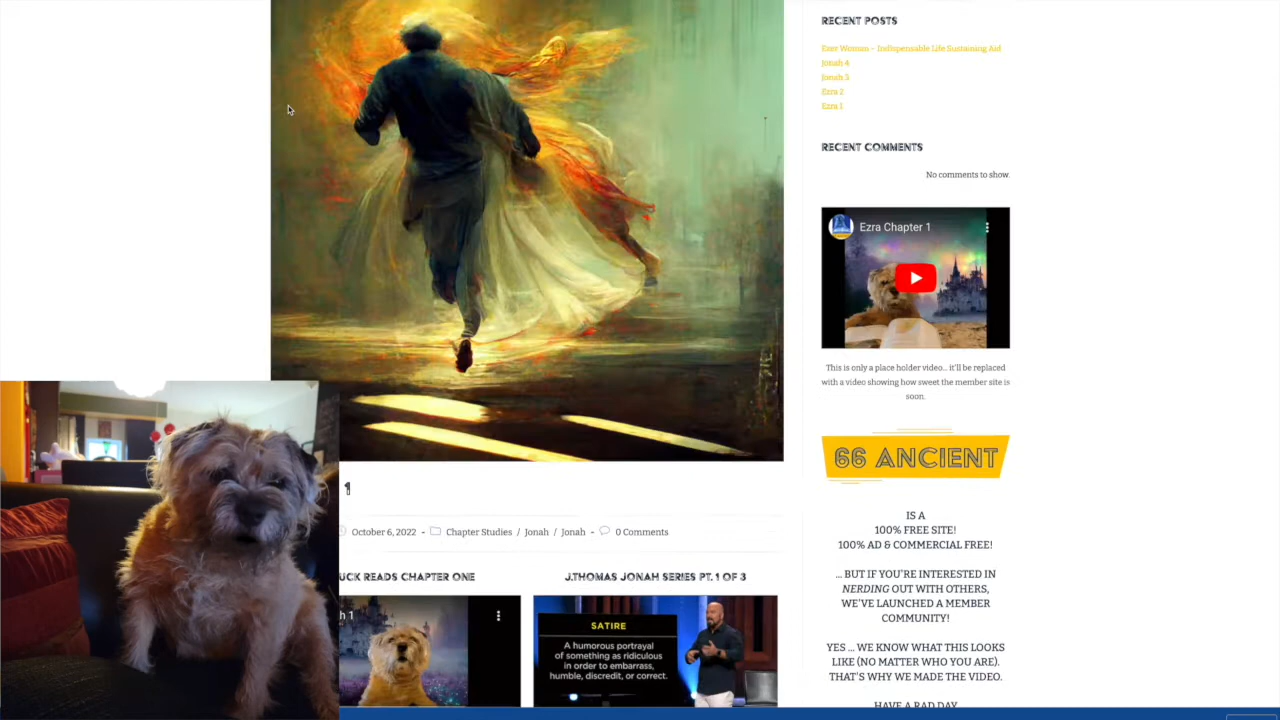 1
October 6, 2022 - Chapter Studies / Jonah / Jonah - 0 Comments
UCK READS CHAPTER ONE
h 1
J.THOMAS JONAH SERIES PT. 1 OF 3
SATIRE
A humorous portrayal
of something as ridiculous
in order to embarrass,
humble, discredit, or correct.
RECENT POSTS
Ezer Woman – Indispensable Life Sustaining Aid
Jonah 4
Jonah 3
Ezra 2
Ezra 1
RECENT COMMENTS
No comments to show.
Ezra Chapter 1
This is only a place holder video... it'll be replaced
with a video showing how sweet the member site is
soon.
66 ANCIENT
IS A
100% FREE SITE!
100% AD & COMMERCIAL FREE!
... BUT IF YOU'RE INTERESTED IN
NERDING OUT WITH OTHERS,
WE'VE LAUNCHED A MEMBER
COMMUNITY!
YES ... WE KNOW WHAT THIS LOOKS
LIKE (NO MATTER WHO YOU ARE).
THAT'S WHY WE MADE THE VIDEO.
HAVE A RAD DAY